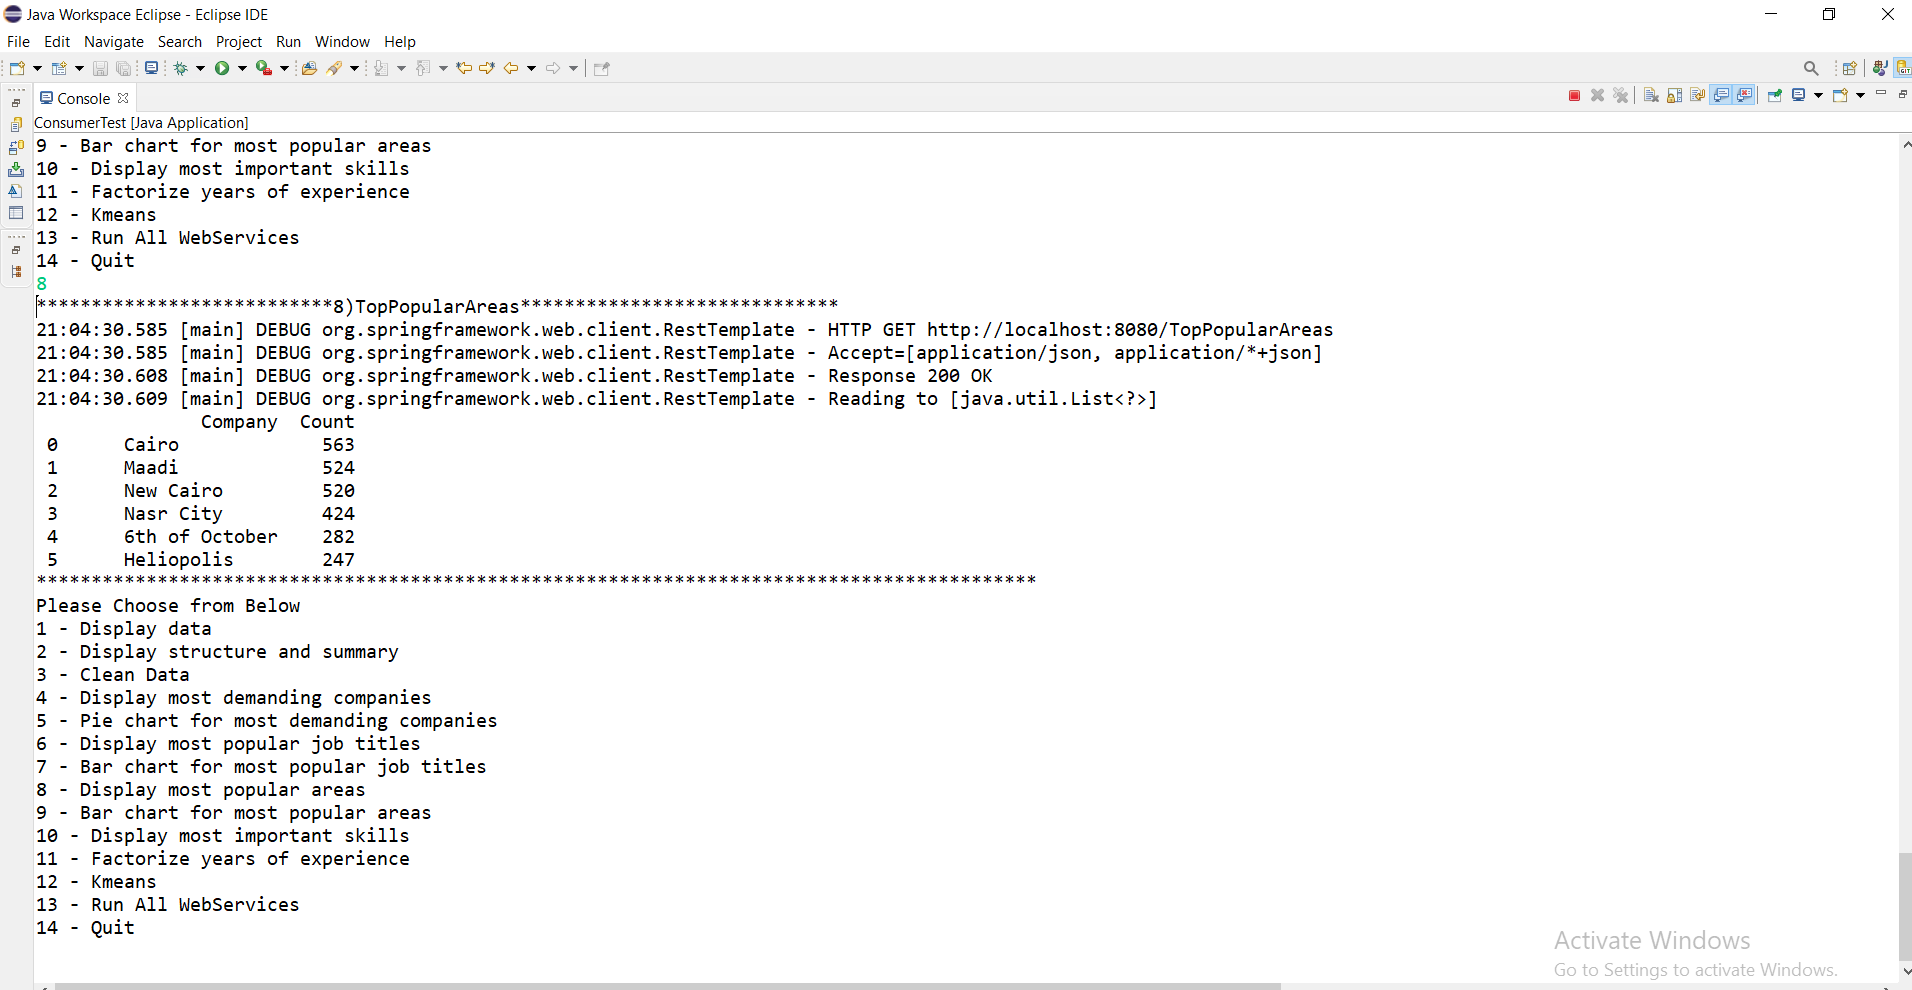 Java Workspace Eclipse - Eclipse IDE
File Edit Navigate Search Project Run Window Help
Console
ConsumerTest [Java Application]
9 - Bar chart for most popular areas
10 - Display most important skills
11 - Factorize years of experience
12 - Kmeans
13 - Run All WebServices
14 - Quit
8
***************************8)TopPopularAreas*****************************
21:04:30.585 [main] DEBUG org.springframework.web.client.RestTemplate - HTTP GET http://localhost:8080/TopPopularAreas
21:04:30.585 [main] DEBUG org.springframework.web.client.RestTemplate - Accept=[application/json, application/*+json]
21:04:30.608 [main] DEBUG org.springframework.web.client.RestTemplate - Response 200 OK
21:04:30.609 [main] DEBUG org.springframework.web.client.RestTemplate - Reading to [java.util.List<?>]
Company Count
0 Cairo 563
1 Maadi 524
2 New Cairo 520
3 Nasr City 424
4 6th of October 282
5 Heliopolis 247
*******************************************************************************************
Please Choose from Below
1 - Display data
2 - Display structure and summary
3 - Clean Data
4 - Display most demanding companies
5 - Pie chart for most demanding companies
6 - Display most popular job titles
7 - Bar chart for most popular job titles
8 - Display most popular areas
9 - Bar chart for most popular areas
10 - Display most important skills
11 - Factorize years of experience
12 - Kmeans
13 - Run All WebServices
14 - Quit
Activate Windows
Go to Settings to activate Windows.